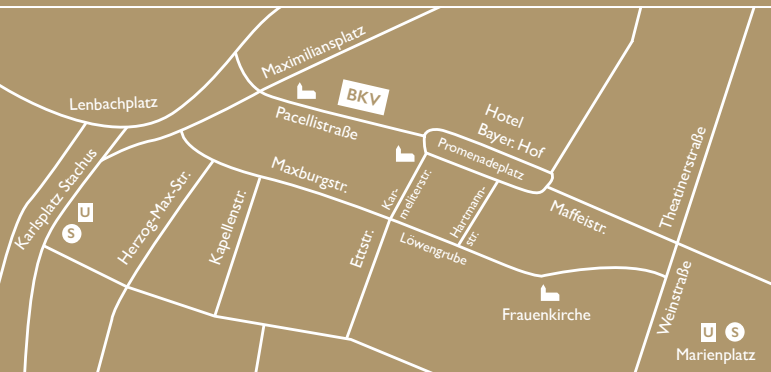 Maximiliansplatz
Lenbachplatz
BKV
Pacellistraße
Hotel
Bayer. Hof
Promenadeplatz
Karlsplatz Stachus
U
S
Herzog-Max-Str.
Kapellenstr.
Maxburgstr.
Kar-
meliterstr.
Hartmann-
str.
Ettstr.
Löwengrube
Maffeistr.
Theatinerstraße
Weinstraße
Frauenkirche
U
S
Marienplatz